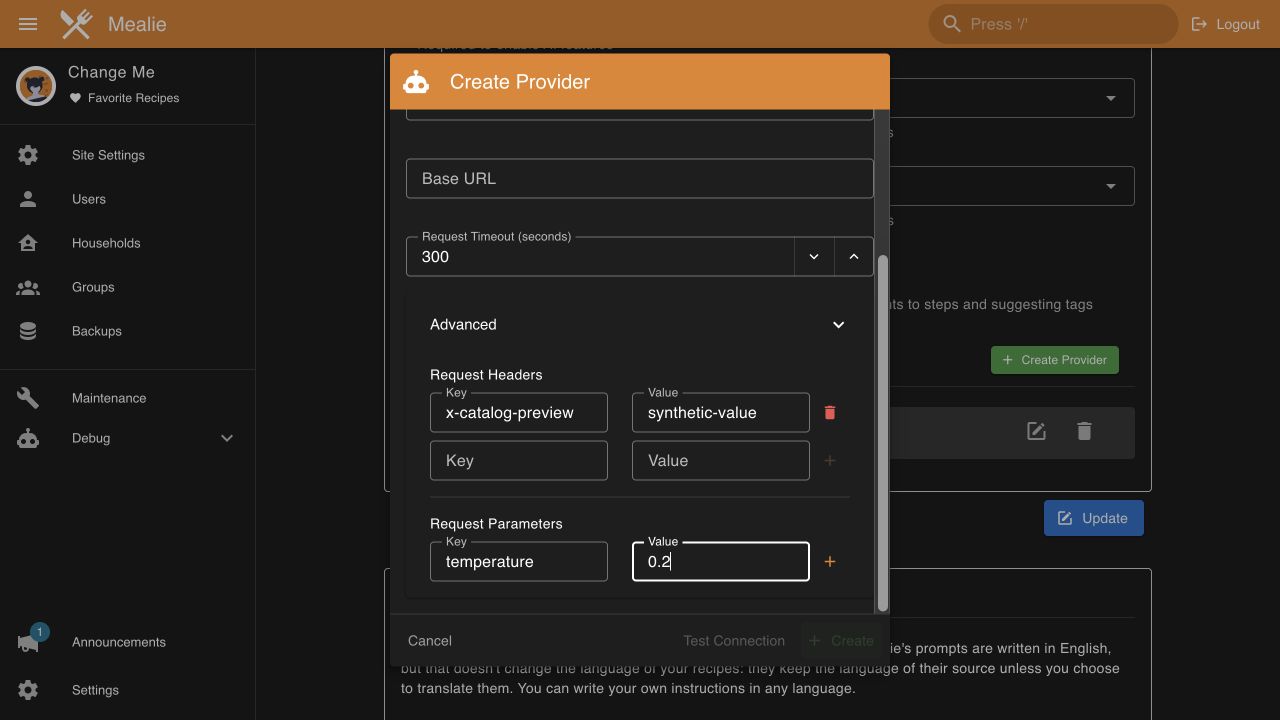 Mealie
Press '/'
Logout
Change Me
Favorite Recipes
Site Settings
Users
Households
Groups
Backups
Maintenance
Debug
1
Announcements
Settings
Create Provider
Base URL
Request Timeout (seconds)
300
Advanced
Request Headers
Key Value
x-catalog-preview synthetic-value
Key Value
Request Parameters
Key Value
temperature 0.2
Cancel Test Connection Create
to steps and suggesting tags
Create Provider
Update
prompts are written in English,
but that doesn't change the language of your recipes: they keep the language of their source unless you choose
to translate them. You can write your own instructions in any language.